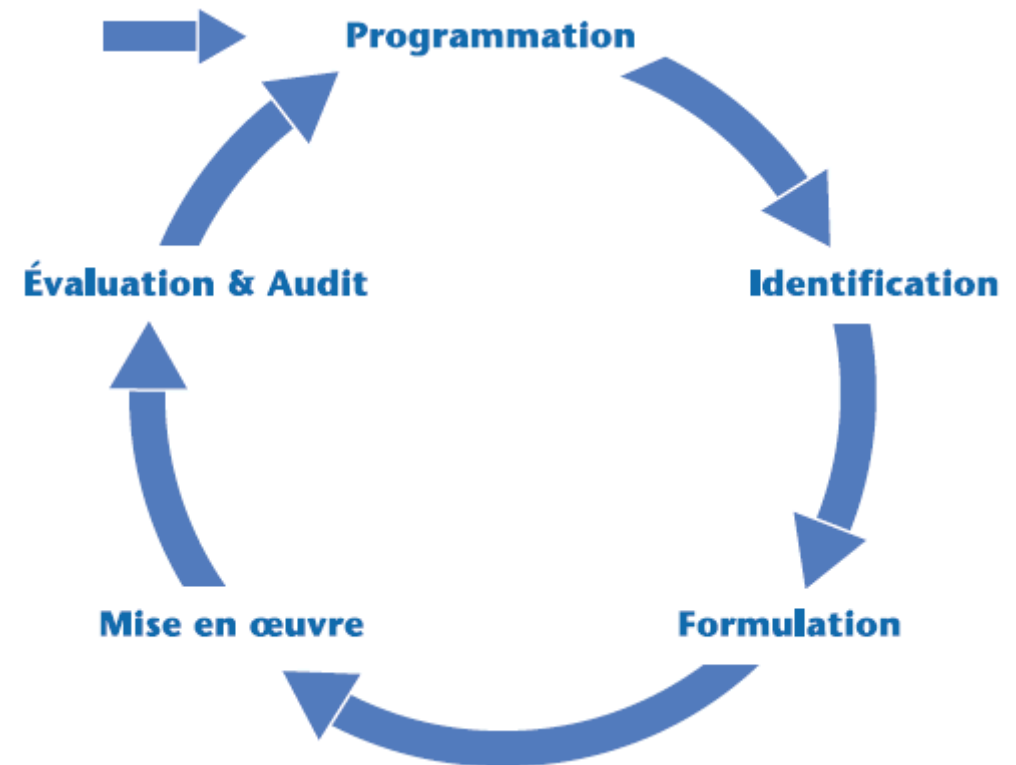 Programmation
Identification
Formulation
Mise en œuvre
Évaluation & Audit